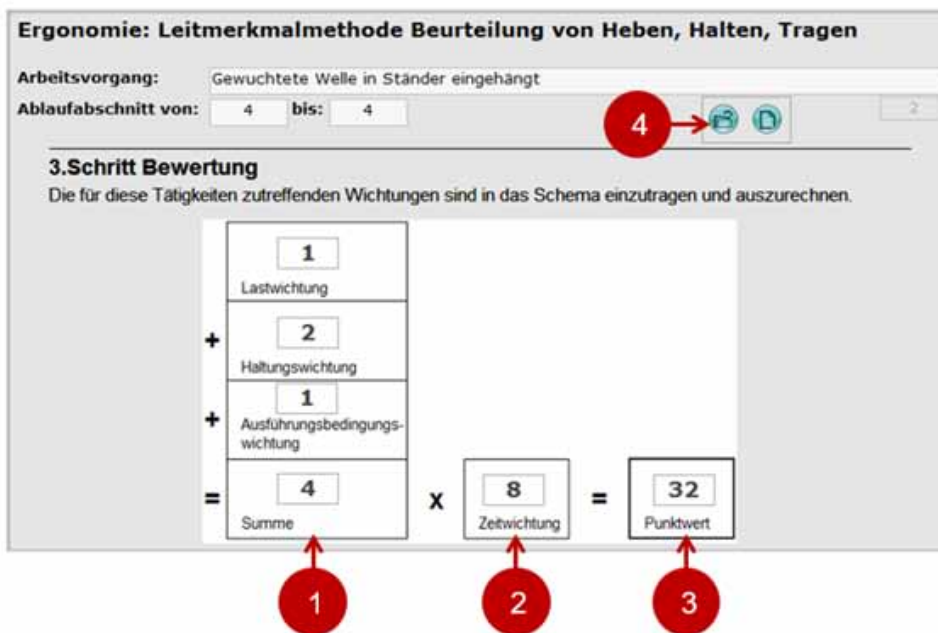 Ergonomie: Leitmerkmalmethode Beurteilung von Heben, Halten, Tragen
Arbeitsvorgang: Gewuchtete Welle in Ständer eingehängt
Ablaufabschnitt von: 4 bis: 4 4 2
3.Schritt Bewertung
Die für diese Tätigkeiten zutreffenden Wichtungen sind in das Schema einzutragen und auszurechnen.
1
Lastwichtung
+ 2
Haltungswichtung
+ 1
Ausführungsbedingungs-
wichtung
= 4 x 8 = 32
Summe Zeitwichtung Punktwert
1 2 3